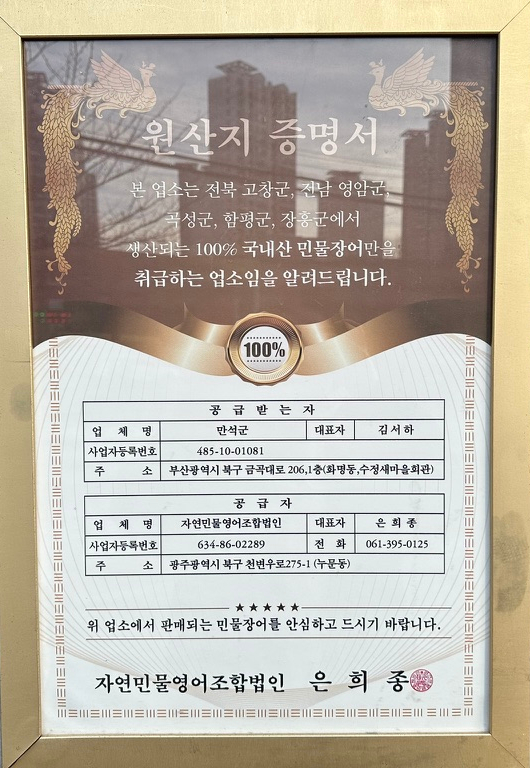 원산지 증명서
본 업소는 전북 고창군, 전남 영암군,
곡성군, 함평군, 장흥군에서
생산되는 100% 국내산 민물장어만을
취급하는 업소임을 알려드립니다.
100%
공 급 받 는 자
업 체 명 만석군 대표자 김서하
사업자등록번호 485-10-01081
주 소 부산광역시 북구 금곡대로 206,1층(화명동,수정새마을회관)
공 급 자
업 체 명 자연민물영어조합법인 대표자 은 희 종
사업자등록번호 634-86-02289 전 화 061-395-0125
주 소 광주광역시 북구 천변우로275-1 (누문동)
★★★★★
위 업소에서 판매되는 민물장어를 안심하고 드시기 바랍니다.
자연민물영어조합법인 은 희 종